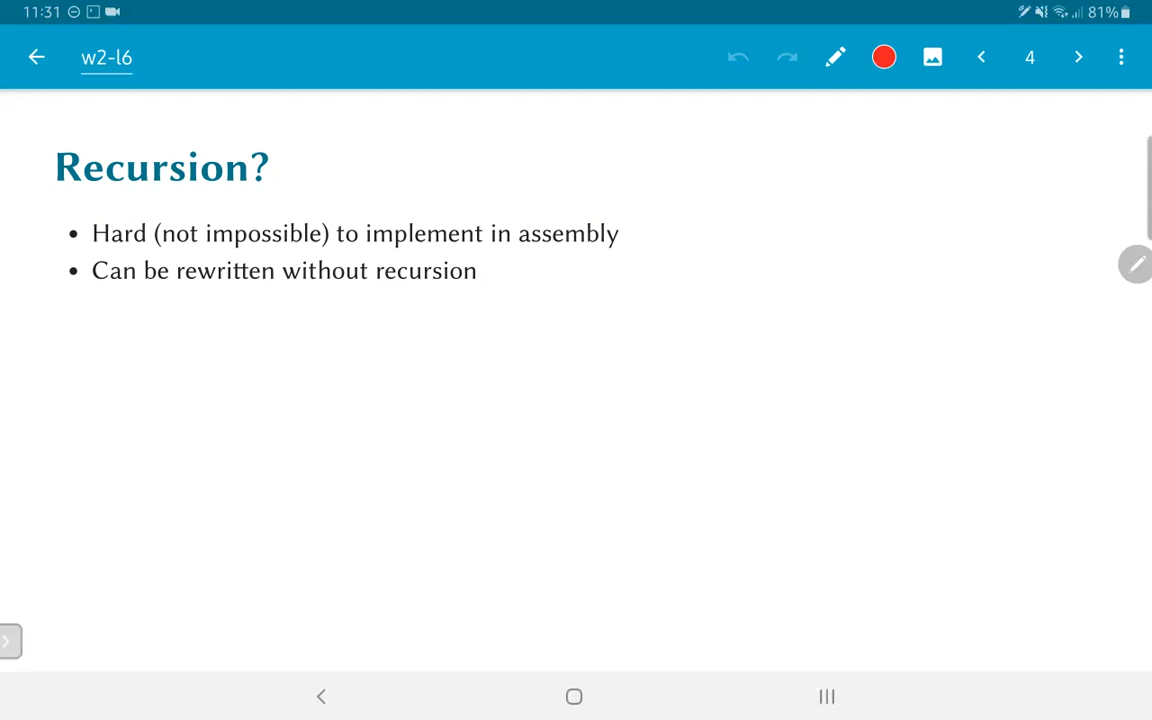 11:31 81%
w2-l6 4
Recursion?
• Hard (not impossible) to implement in assembly
• Can be rewritten without recursion